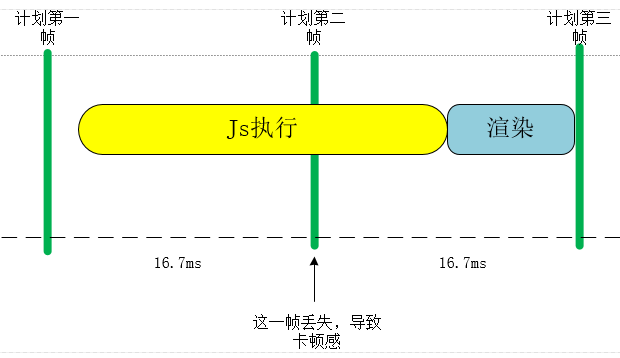 计划第一
帧
计划第二
帧
计划第三
帧
Js执行
渲染
16.7ms
16.7ms
这一帧丢失，导致
卡顿感